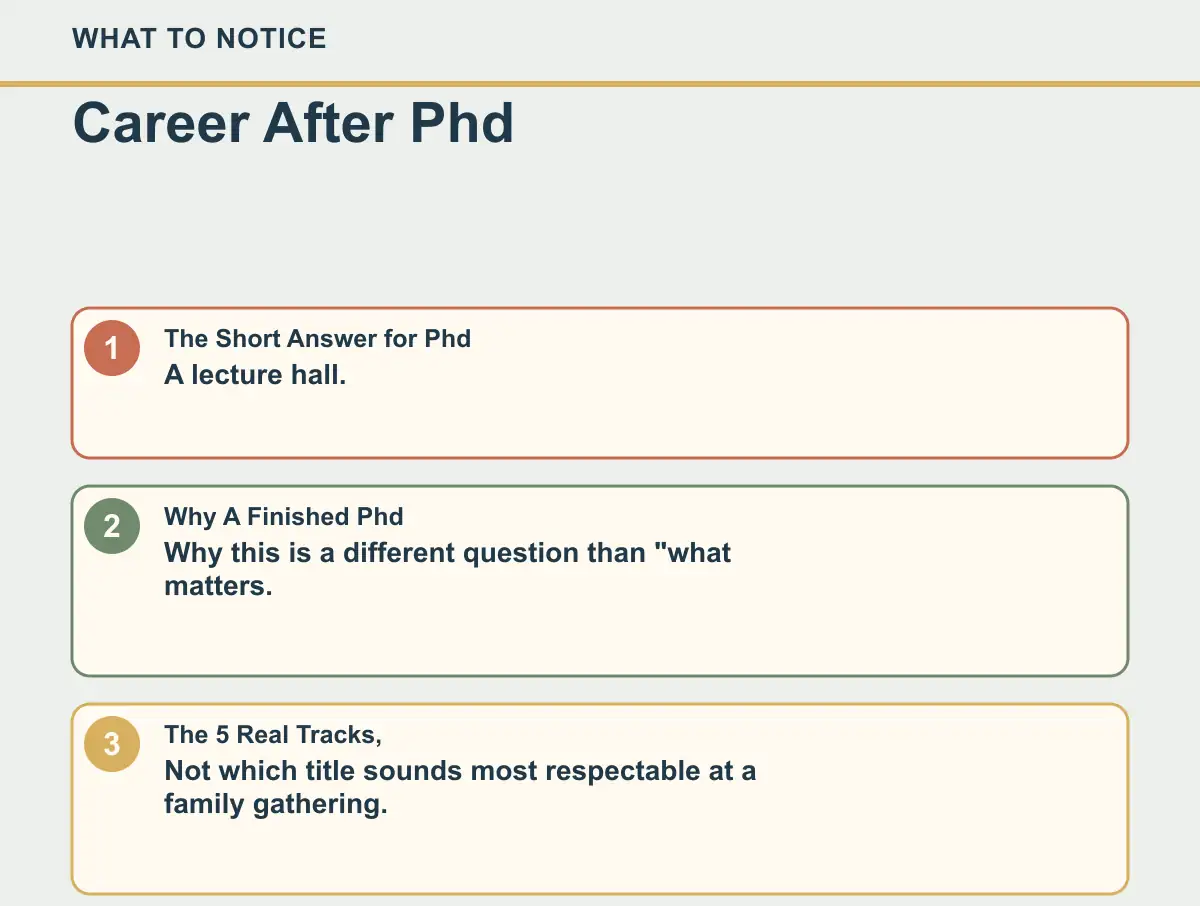 WHAT TO NOTICE
Career After Phd
1
The Short Answer for Phd
A lecture hall.
2
Why A Finished Phd
Why this is a different question than "what
matters.
3
The 5 Real Tracks,
Not which title sounds most respectable at a
family gathering.